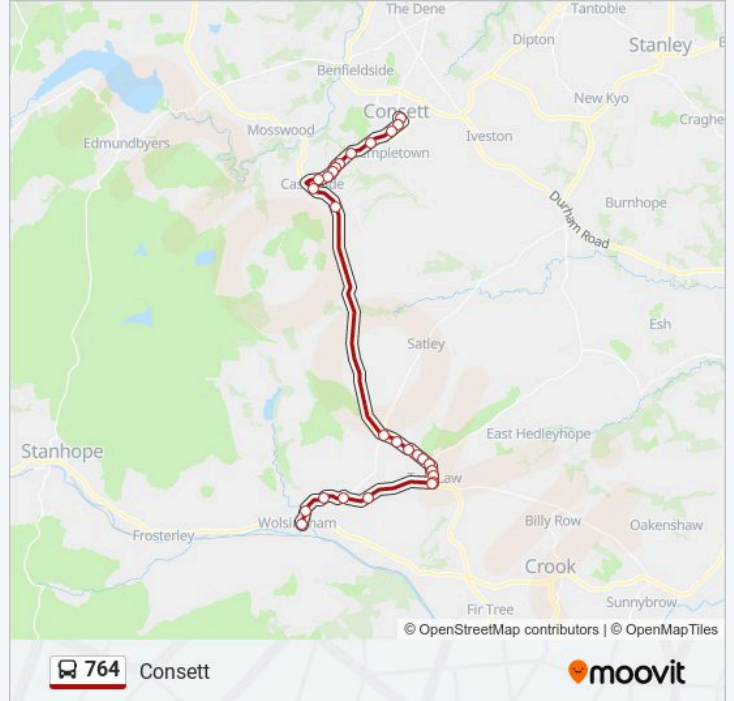 The Dene
Tantobie
Dipton
Stanley
Benfieldside
New Kyo
Consett
Craghe
Mosswood
Iveston
Edmundbyers
Burnhope
Durham Road
Esh
Satley
East Hedleyhope
Stanhope
Law
Billy Row
Oakenshaw
Frosterley
Crook
Fir Tree
Sunnybrow
© OpenStreetMap contributors | © OpenMapTiles
764 Consett
moovit